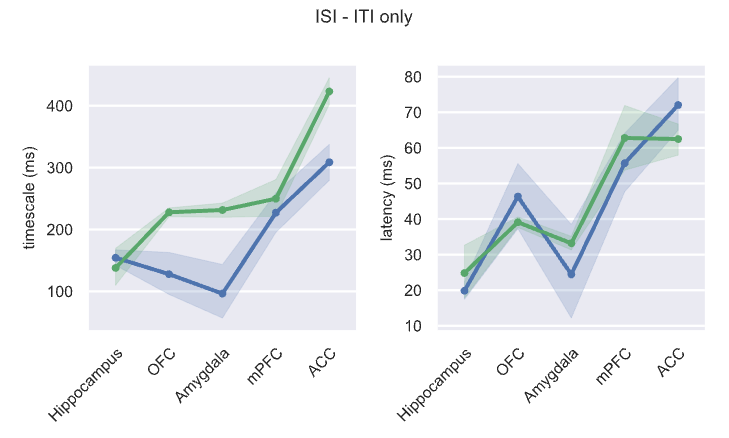 ISI - ITI only
timescale (ms)
400
300
200
100
Hippocampus
OFC
Amygdala
mPFC
ACC
latency (ms)
80
70
60
50
40
30
20
10
Hippocampus
OFC
Amygdala
mPFC
ACC